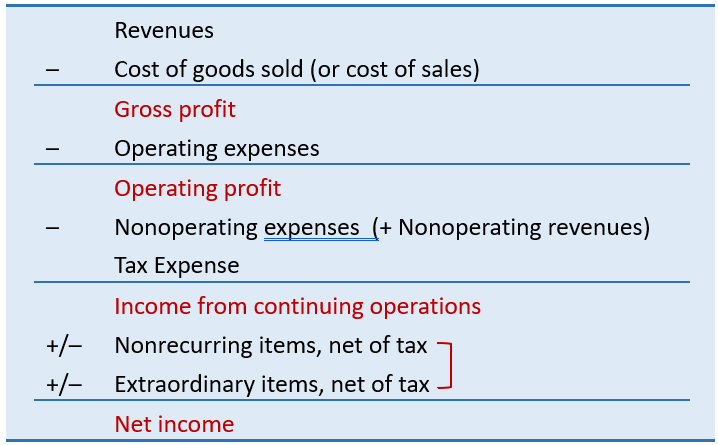 Revenues
– Cost of goods sold (or cost of sales)
Gross profit
– Operating expenses
Operating profit
– Nonoperating expenses (+ Nonoperating revenues)
Tax Expense
Income from continuing operations
+/– Nonrecurring items, net of tax
+/– Extraordinary items, net of tax
Net income